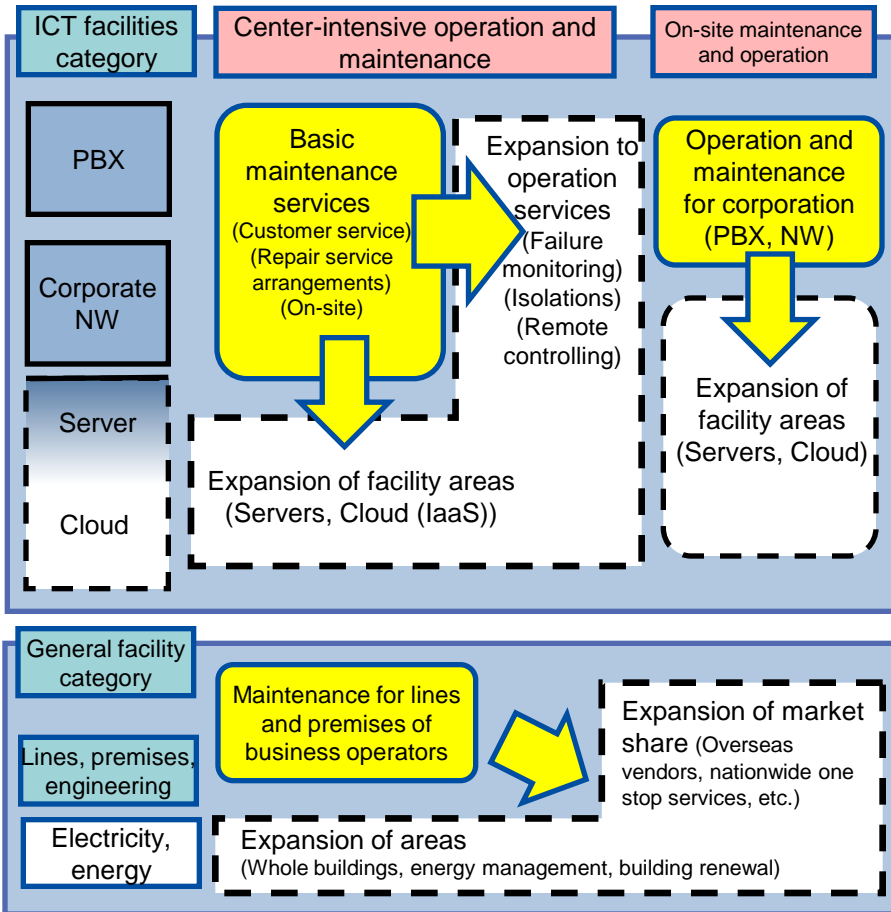 ICT facilities
category
Center-intensive operation and
maintenance
On-site maintenance
and operation
PBX
Corporate
NW
Server
Cloud
Basic
maintenance
services
(Customer service)
(Repair service
arrangements)
(On-site)
Expansion to
operation
services
(Failure
monitoring)
(Isolations)
(Remote
controlling)
Expansion of facility areas
(Servers, Cloud (IaaS))
Operation and
maintenance
for corporation
(PBX, NW)
Expansion of
facility areas
(Servers, Cloud)
General facility
category
Lines, premises,
engineering
Electricity,
energy
Maintenance for lines
and premises of
business operators
Expansion of market
share (Overseas
vendors, nationwide one
stop services, etc.)
Expansion of areas
(Whole buildings, energy management, building renewal)